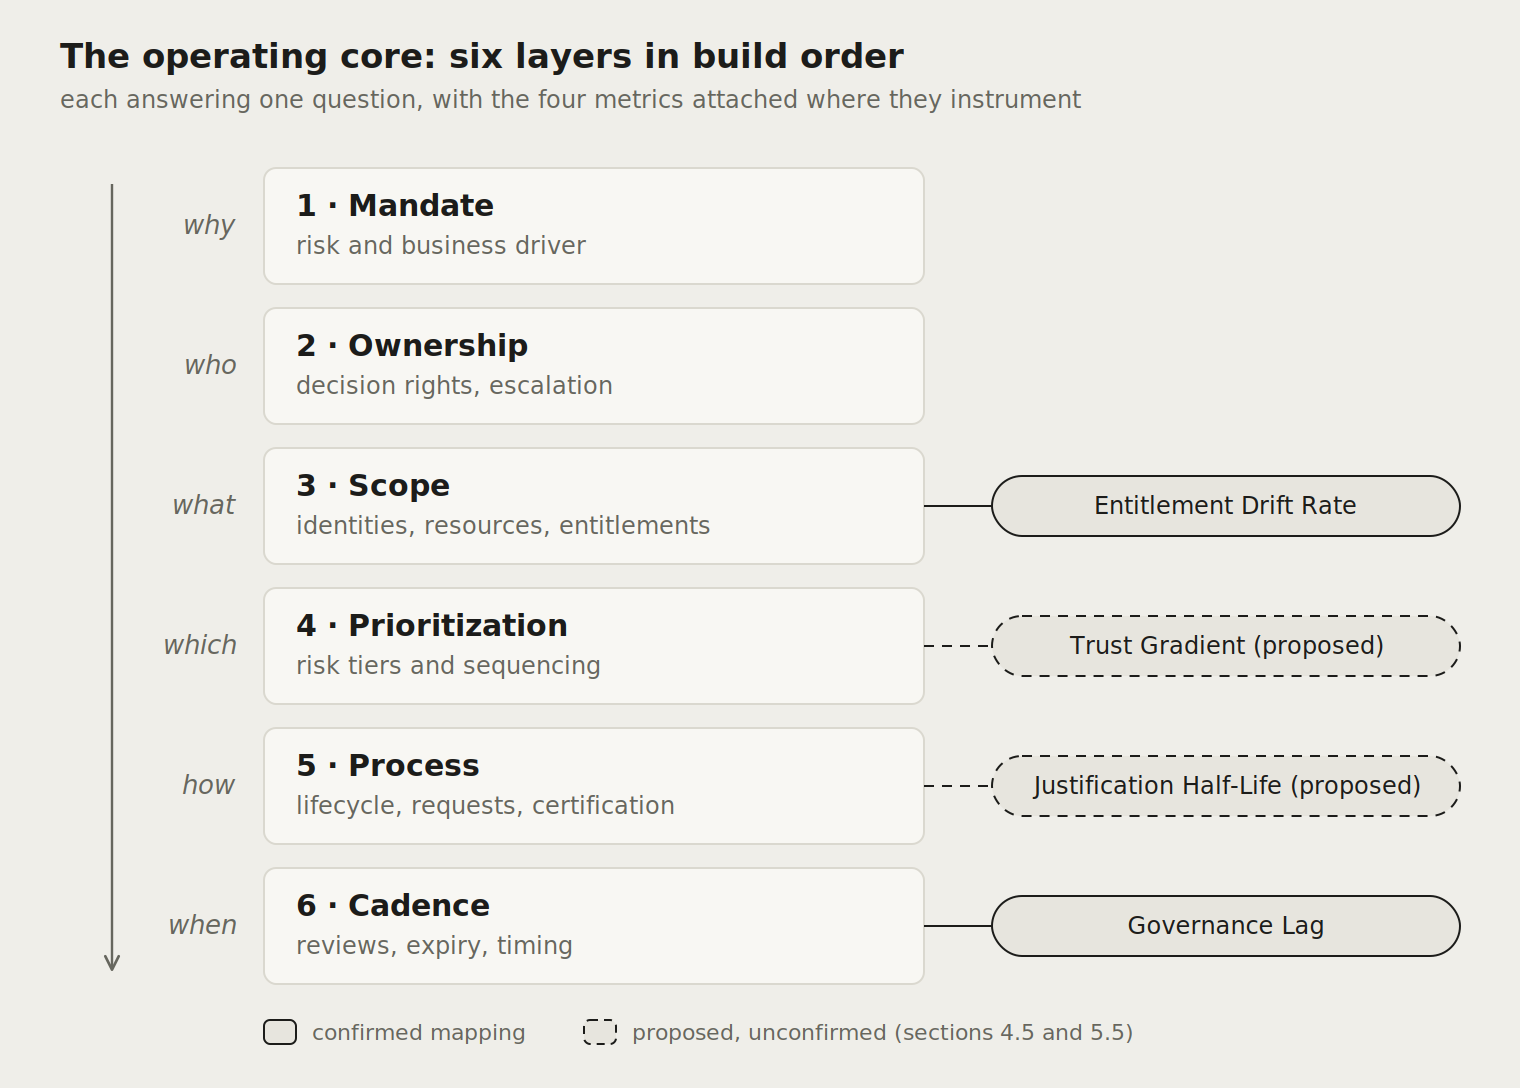 The operating core: six layers in build order
each answering one question, with the four metrics attached where they instrument
why
1 · Mandate
risk and business driver
who
2 · Ownership
decision rights, escalation
what
3 · Scope
identities, resources, entitlements
Entitlement Drift Rate
which
4 · Prioritization
risk tiers and sequencing
Trust Gradient (proposed)
how
5 · Process
lifecycle, requests, certification
Justification Half-Life (proposed)
when
6 · Cadence
reviews, expiry, timing
Governance Lag
confirmed mapping
proposed, unconfirmed (sections 4.5 and 5.5)